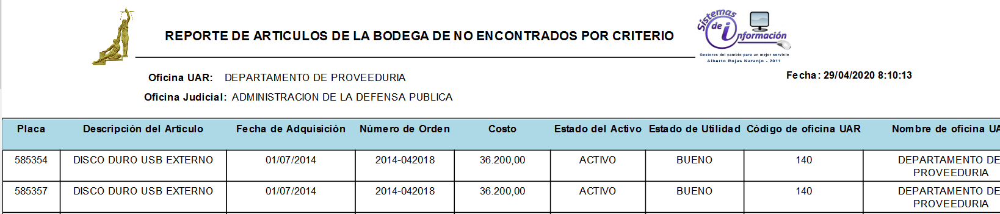 REPORTE DE ARTICULOS DE LA BODEGA DE NO ENCONTRADOS POR CRITERIO
Sistemas
de
información
Gestores del cambio para un mejor servicio
Alberto Rojas Naranjo - 2011
Oficina UAR: DEPARTAMENTO DE PROVEEDURIA
Fecha: 29/04/2020 8:10:13
Oficina Judicial: ADMINISTRACION DE LA DEFENSA PUBLICA
Placa Descripción del Artículo Fecha de Adquisición Número de Orden Costo Estado del Activo Estado de Utilidad Código de oficina UAR Nombre de oficina UA
585354 DISCO DURO USB EXTERNO 01/07/2014 2014-042018 36.200,00 ACTIVO BUENO 140 DEPARTAMENTO DE
PROVEEDURIA
585357 DISCO DURO USB EXTERNO 01/07/2014 2014-042018 36.200,00 ACTIVO BUENO 140 DEPARTAMENTO DE
PROVEEDURIA